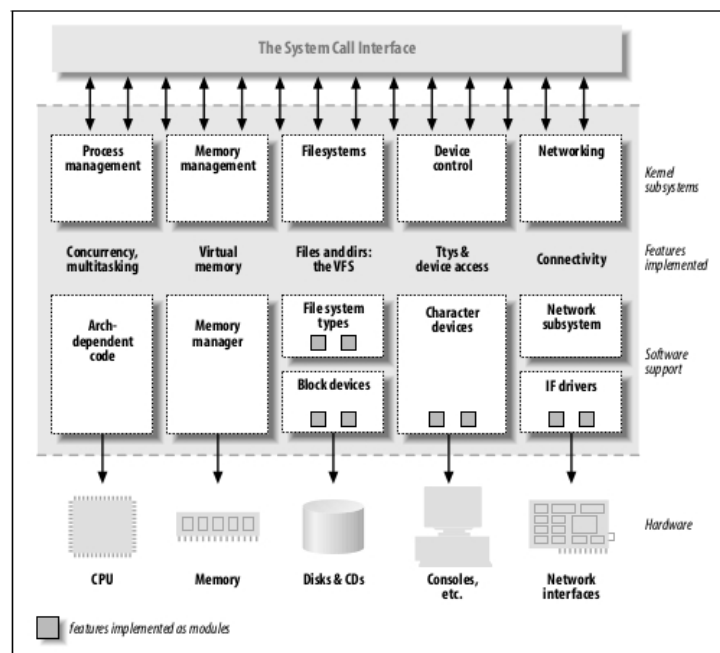 The System Call Interface
Process
management
Memory
management
Filesystems
Device
control
Networking
Kernel
subsystems
Concurrency,
multitasking
Virtual
memory
Files and dirs:
the VFS
Ttys &
device access
Connectivity
Features
implemented
Arch-
dependent
code
Memory
manager
File system
types
Block devices
Character
devices
Network
subsystem
IF drivers
Software
support
Hardware
CPU
Memory
Disks & CDs
Consoles,
etc.
Network
interfaces
features implemented as modules